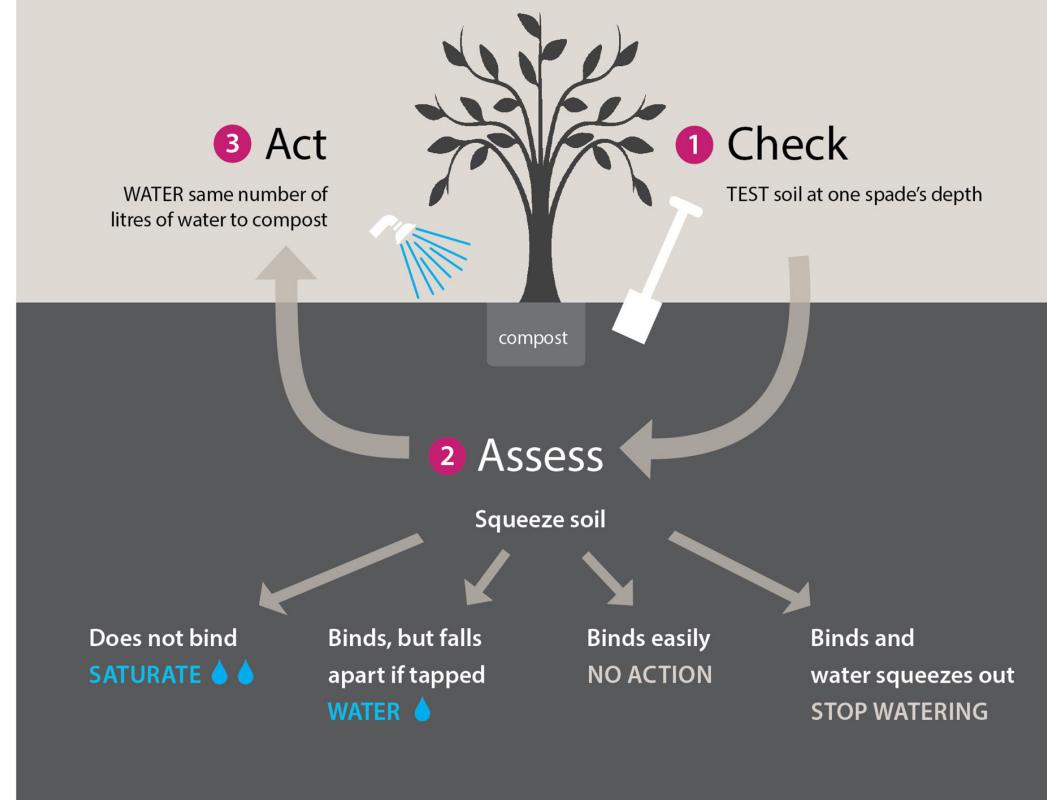 1 Check
TEST soil at one spade's depth
2 Assess
Squeeze soil
Does not bind
SATURATE
Binds, but falls
apart if tapped
WATER
Binds easily
NO ACTION
Binds and
water squeezes out
STOP WATERING
3 Act
WATER same number of
litres of water to compost
compost